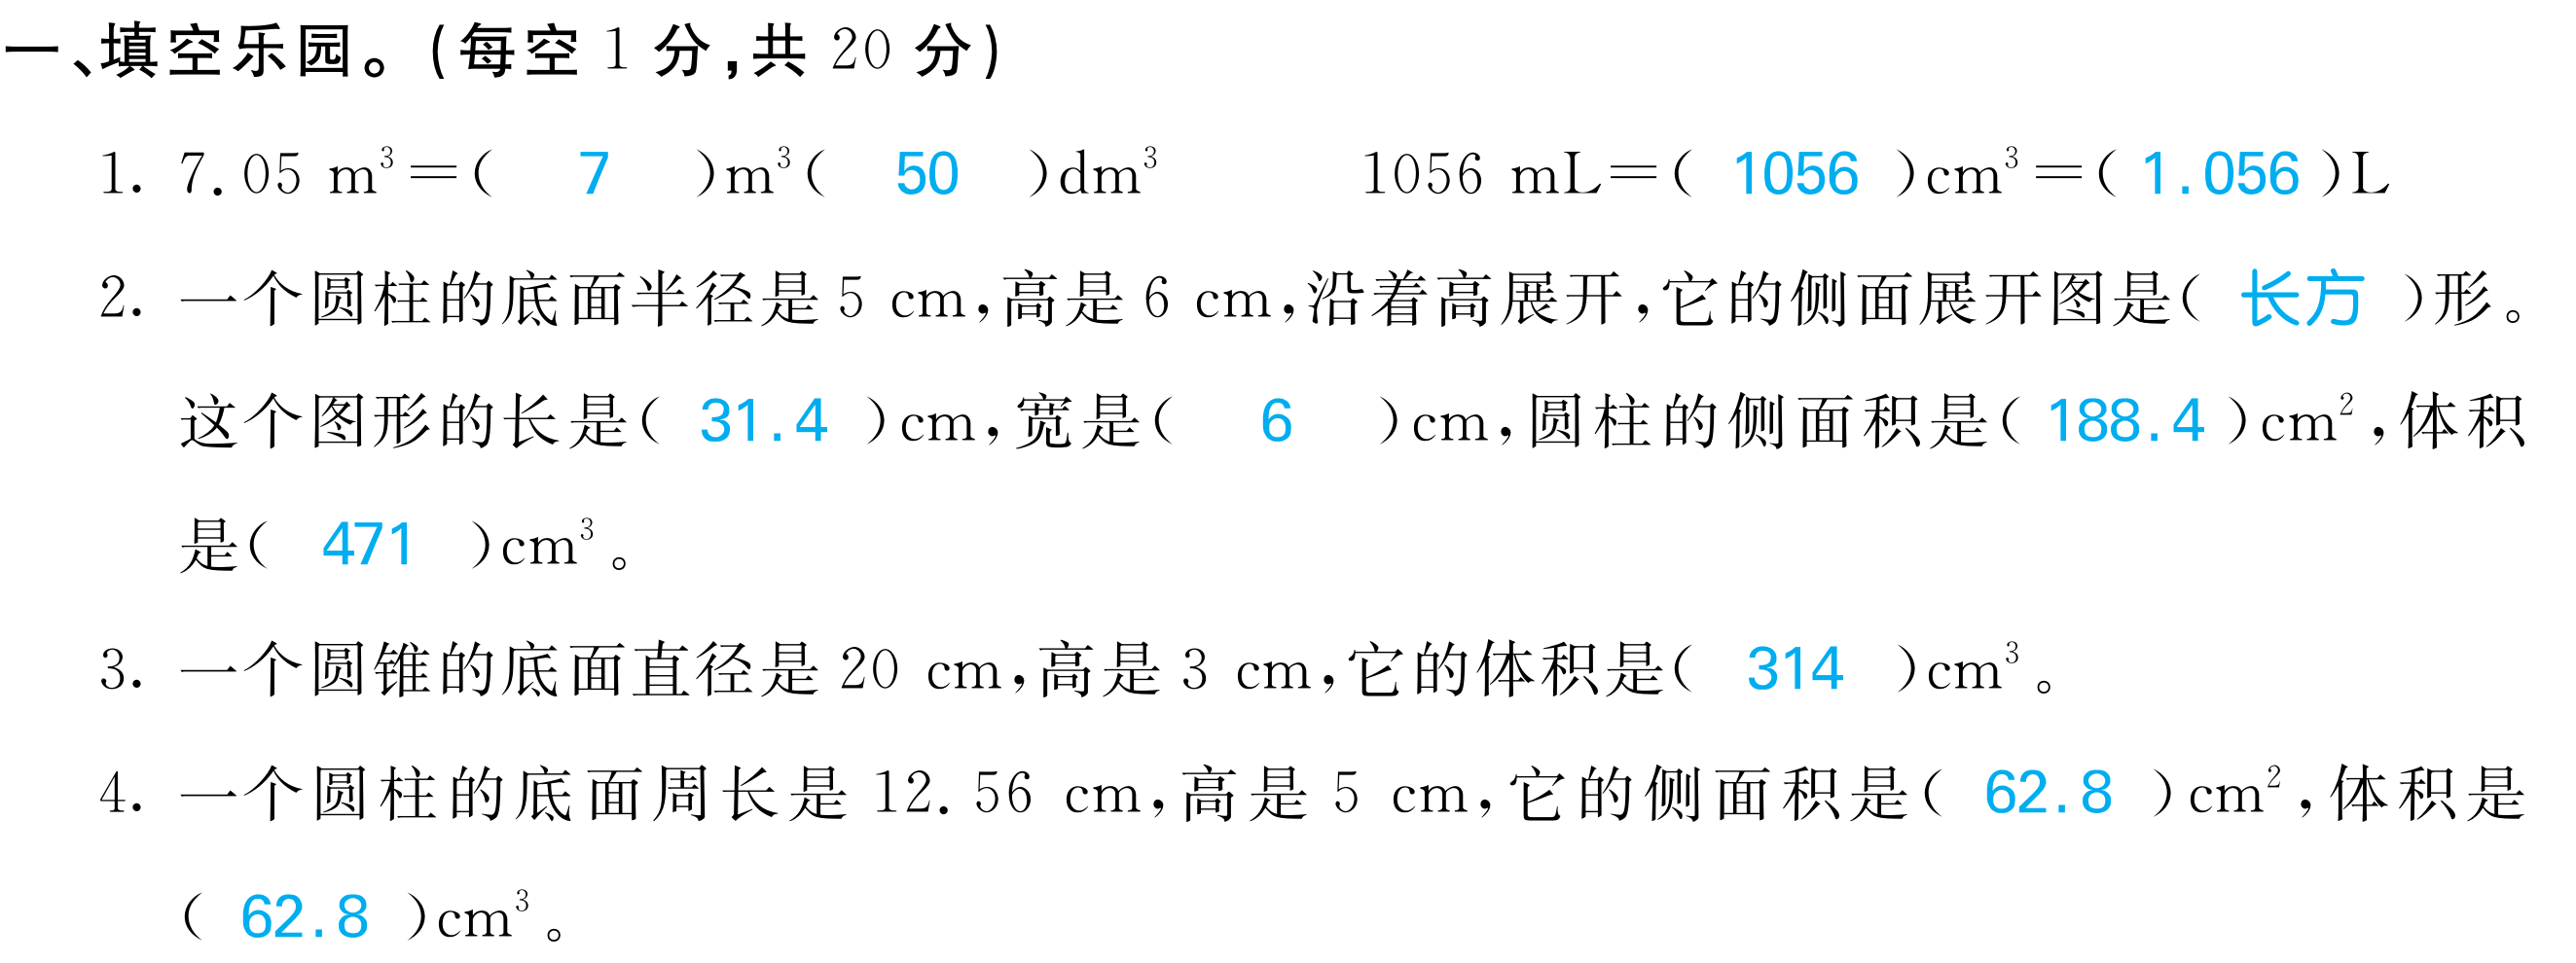 一、填空乐园。(每空 1 分,共 20 分)
1. 7.05 m³=( 7 )m³( 50 )dm³ 1056 mL=( 1056 )cm³=( 1.056 )L
2. 一个圆柱的底面半径是 5 cm,高是 6 cm,沿着高展开,它的侧面展开图是( 长方 )形。
这个图形的长是( 31.4 )cm,宽是( 6 )cm,圆柱的侧面积是( 188.4 )cm²,体积
是( 471 )cm³。
3. 一个圆锥的底面直径是 20 cm,高是 3 cm,它的体积是( 314 )cm³。
4. 一个圆柱的底面周长是 12.56 cm,高是 5 cm,它的侧面积是( 62.8 )cm²,体积是
( 62.8 )cm³。